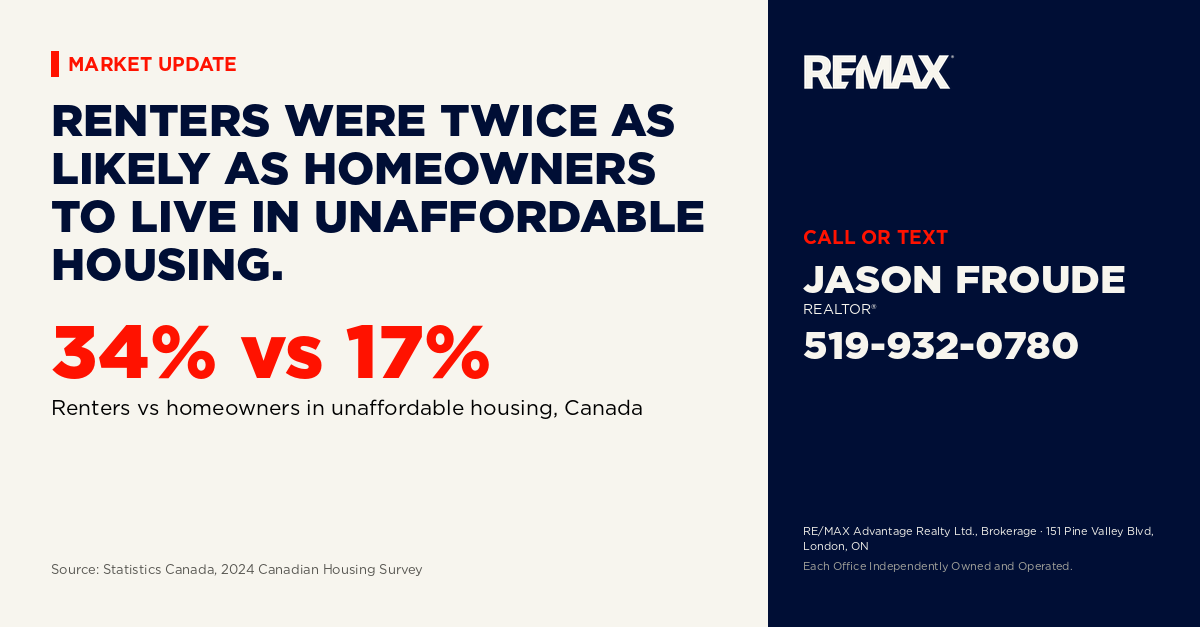 MARKET UPDATE
RENTERS WERE TWICE AS
LIKELY AS HOMEOWNERS
TO LIVE IN UNAFFORDABLE
HOUSING.
34% vs 17%
Renters vs homeowners in unaffordable housing, Canada
Source: Statistics Canada, 2024 Canadian Housing Survey
RE/MAX
CALL OR TEXT
JASON FROUDE
REALTOR®
519-932-0780
RE/MAX Advantage Realty Ltd., Brokerage · 151 Pine Valley Blvd,
London, ON
Each Office Independently Owned and Operated.